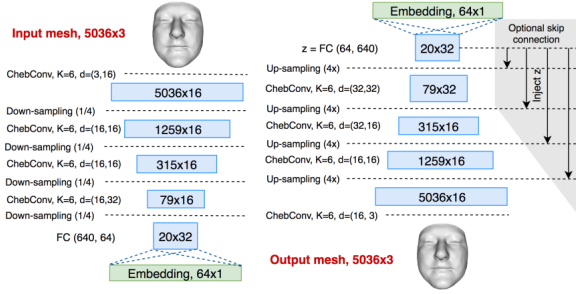 Input mesh, 5036x3
ChebConv, K=6, d=(3,16)
5036x16
Down-sampling (1/4)
ChebConv, K=6, d=(16,16)
1259x16
Down-sampling (1/4)
ChebConv, K=6, d=(16,16)
315x16
Down-sampling (1/4)
ChebConv, K=6, d=(16,32)
79x16
Down-sampling (1/4)
FC (640, 64)
20x32
Embedding, 64x1
Embedding, 64x1
z = FC (64, 640)
20x32
Optional skip
connection
Up-sampling (4x)
Inject z
ChebConv, K=6, d=(32,32)
79x32
Up-sampling (4x)
ChebConv, K=6, d=(32,16)
315x16
Up-sampling (4x)
ChebConv, K=6, d=(16,16)
1259x16
Up-sampling (4x)
5036x16
ChebConv, K=6, d=(16, 3)
Output mesh, 5036x3